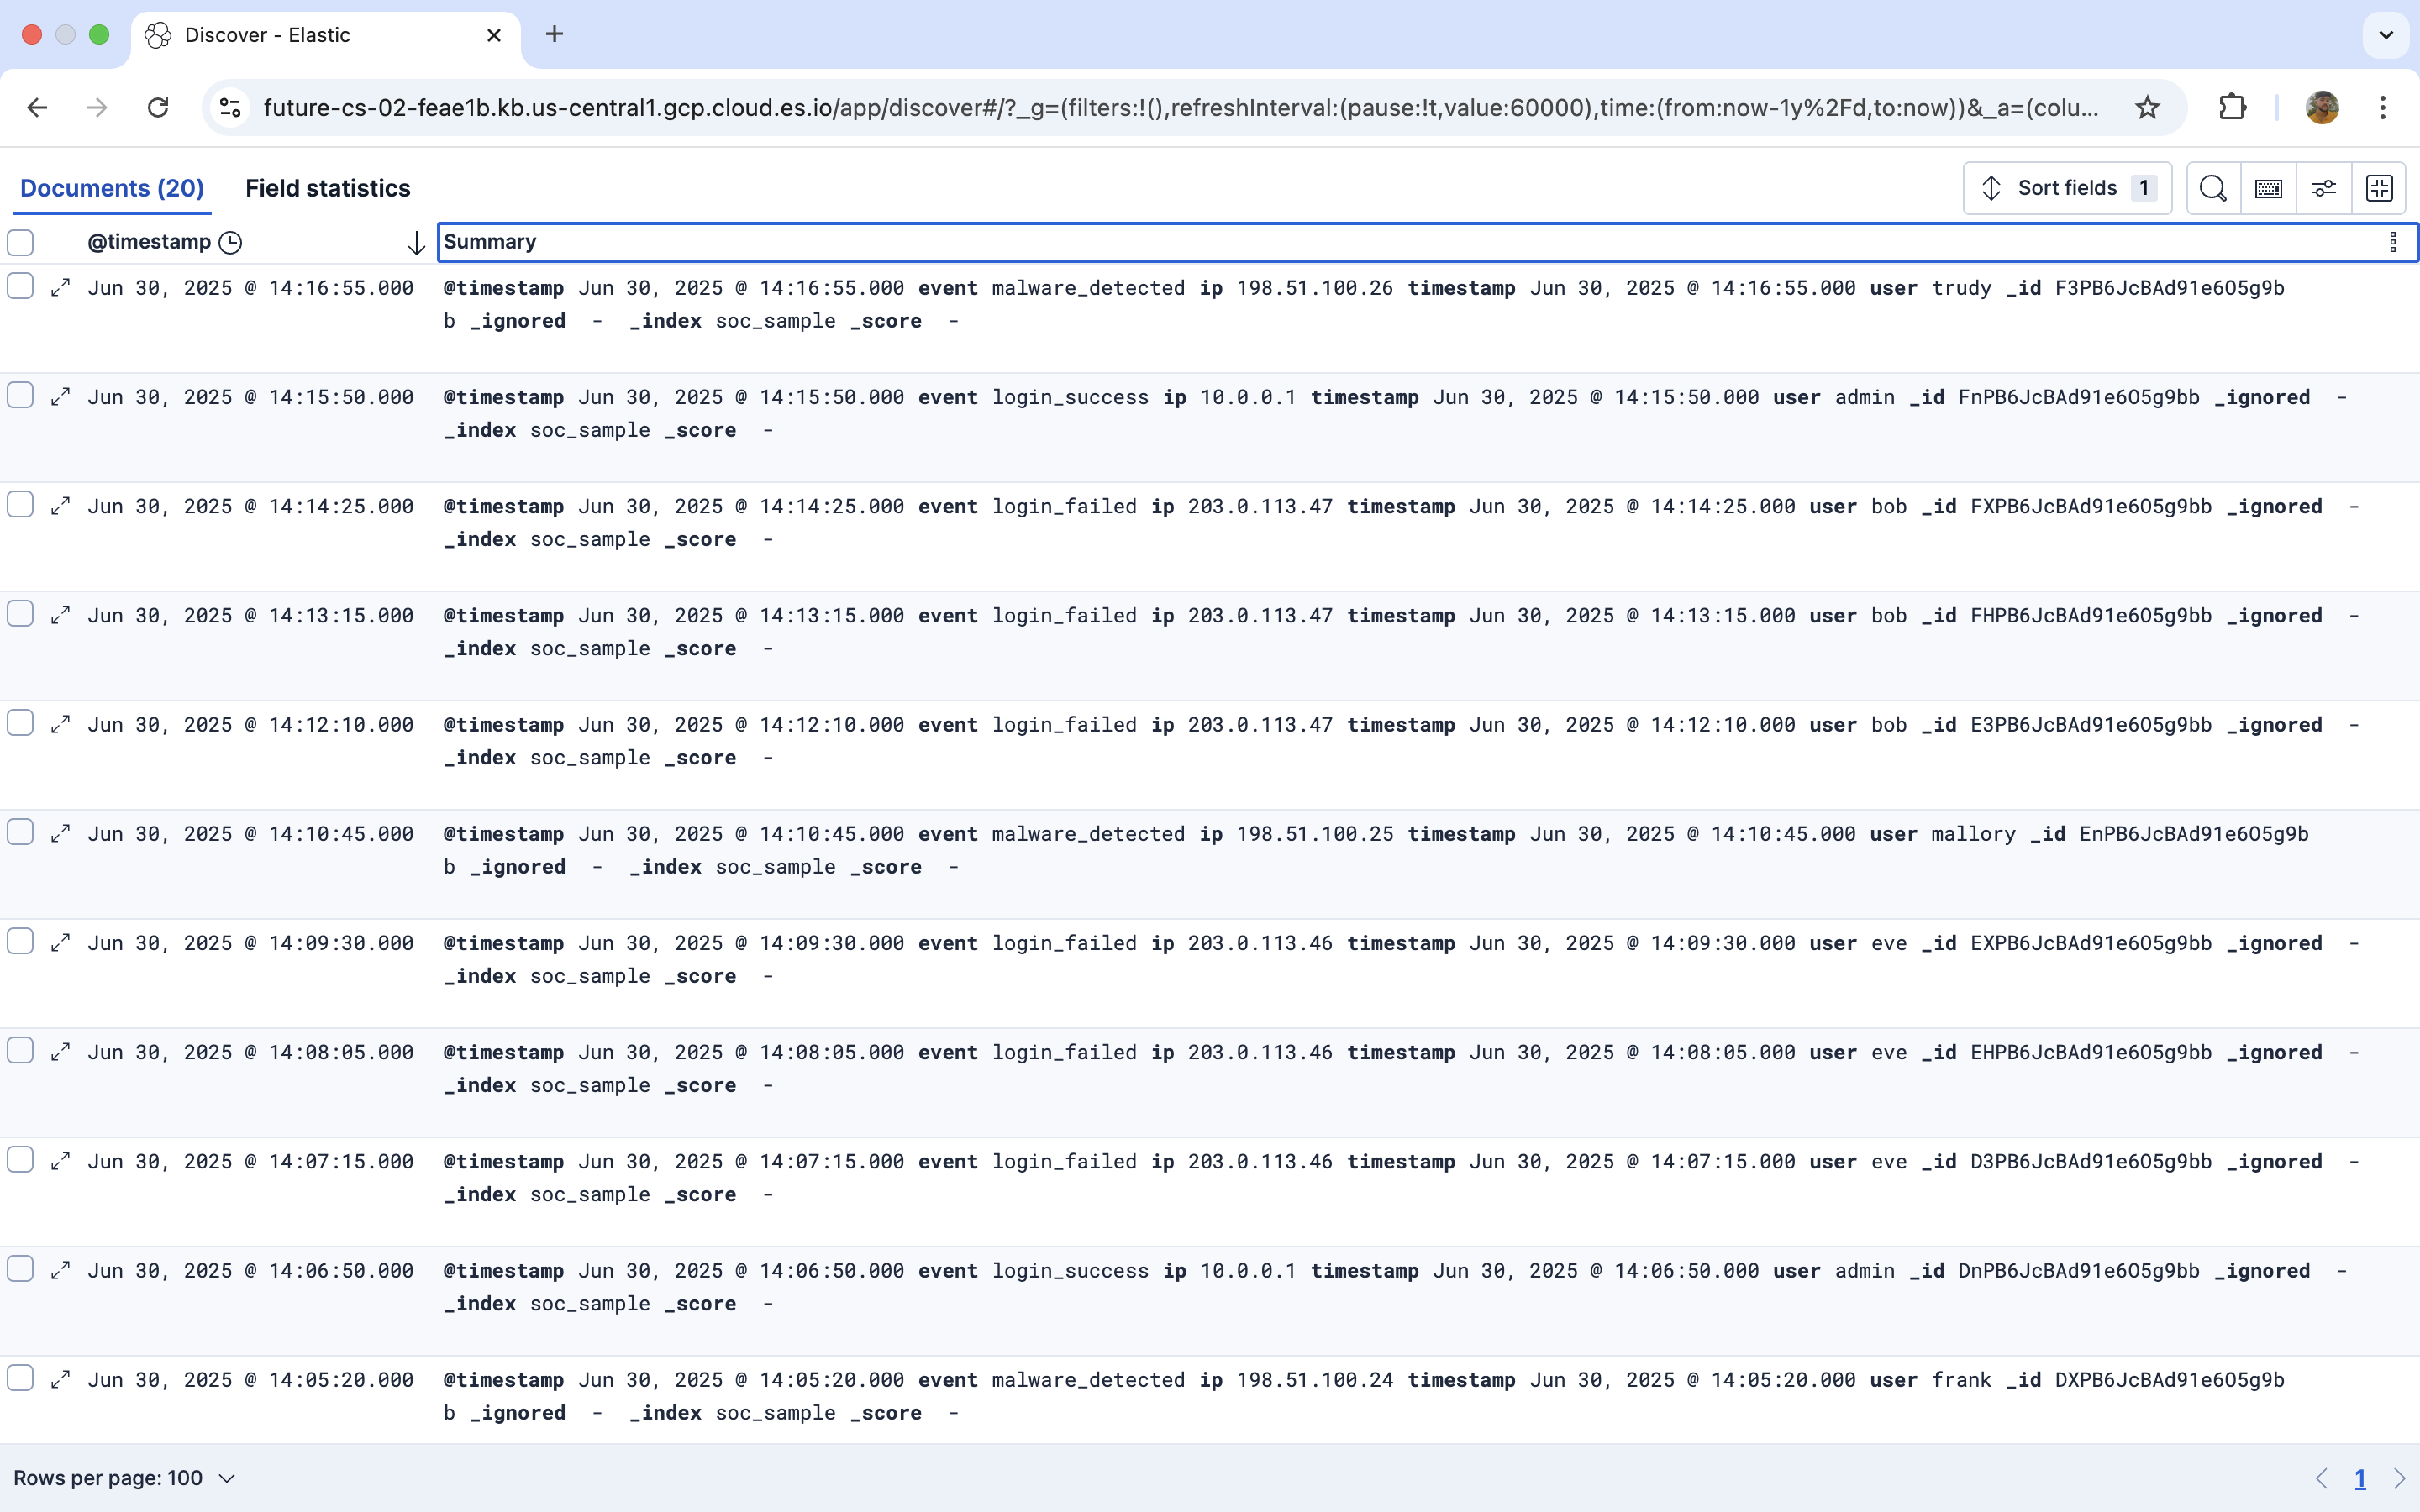 Discover - Elastic
future-cs-02-feae1b.kb.us-central1.gcp.cloud.es.io/app/discover#/?_g=(filters:!(),refreshInterval:(pause:!t,value:60000),time:(from:now-1y%2Fd,to:now))&_a=(colu...
Documents (20) Field statistics Sort fields 1
@timestamp Summary
Jun 30, 2025 @ 14:16:55.000 @timestamp Jun 30, 2025 @ 14:16:55.000 event malware_detected ip 198.51.100.26 timestamp Jun 30, 2025 @ 14:16:55.000 user trudy _id F3PB6JcBAd91e6O5g9b
b _ignored - _index soc_sample _score -
Jun 30, 2025 @ 14:15:50.000 @timestamp Jun 30, 2025 @ 14:15:50.000 event login_success ip 10.0.0.1 timestamp Jun 30, 2025 @ 14:15:50.000 user admin _id FnPB6JcBAd91e6O5g9bb _ignored -
_index soc_sample _score -
Jun 30, 2025 @ 14:14:25.000 @timestamp Jun 30, 2025 @ 14:14:25.000 event login_failed ip 203.0.113.47 timestamp Jun 30, 2025 @ 14:14:25.000 user bob _id FXPB6JcBAd91e6O5g9bb _ignored -
_index soc_sample _score -
Jun 30, 2025 @ 14:13:15.000 @timestamp Jun 30, 2025 @ 14:13:15.000 event login_failed ip 203.0.113.47 timestamp Jun 30, 2025 @ 14:13:15.000 user bob _id FHPB6JcBAd91e6O5g9bb _ignored -
_index soc_sample _score -
Jun 30, 2025 @ 14:12:10.000 @timestamp Jun 30, 2025 @ 14:12:10.000 event login_failed ip 203.0.113.47 timestamp Jun 30, 2025 @ 14:12:10.000 user bob _id E3PB6JcBAd91e6O5g9bb _ignored -
_index soc_sample _score -
Jun 30, 2025 @ 14:10:45.000 @timestamp Jun 30, 2025 @ 14:10:45.000 event malware_detected ip 198.51.100.25 timestamp Jun 30, 2025 @ 14:10:45.000 user mallory _id EnPB6JcBAd91e6O5g9b
b _ignored - _index soc_sample _score -
Jun 30, 2025 @ 14:09:30.000 @timestamp Jun 30, 2025 @ 14:09:30.000 event login_failed ip 203.0.113.46 timestamp Jun 30, 2025 @ 14:09:30.000 user eve _id EXPB6JcBAd91e6O5g9bb _ignored -
_index soc_sample _score -
Jun 30, 2025 @ 14:08:05.000 @timestamp Jun 30, 2025 @ 14:08:05.000 event login_failed ip 203.0.113.46 timestamp Jun 30, 2025 @ 14:08:05.000 user eve _id EHPB6JcBAd91e6O5g9bb _ignored -
_index soc_sample _score -
Jun 30, 2025 @ 14:07:15.000 @timestamp Jun 30, 2025 @ 14:07:15.000 event login_failed ip 203.0.113.46 timestamp Jun 30, 2025 @ 14:07:15.000 user eve _id D3PB6JcBAd91e6O5g9bb _ignored -
_index soc_sample _score -
Jun 30, 2025 @ 14:06:50.000 @timestamp Jun 30, 2025 @ 14:06:50.000 event login_success ip 10.0.0.1 timestamp Jun 30, 2025 @ 14:06:50.000 user admin _id DnPB6JcBAd91e6O5g9bb _ignored -
_index soc_sample _score -
Jun 30, 2025 @ 14:05:20.000 @timestamp Jun 30, 2025 @ 14:05:20.000 event malware_detected ip 198.51.100.24 timestamp Jun 30, 2025 @ 14:05:20.000 user frank _id DXPB6JcBAd91e6O5g9b
b _ignored - _index soc_sample _score -
Rows per page: 100 1